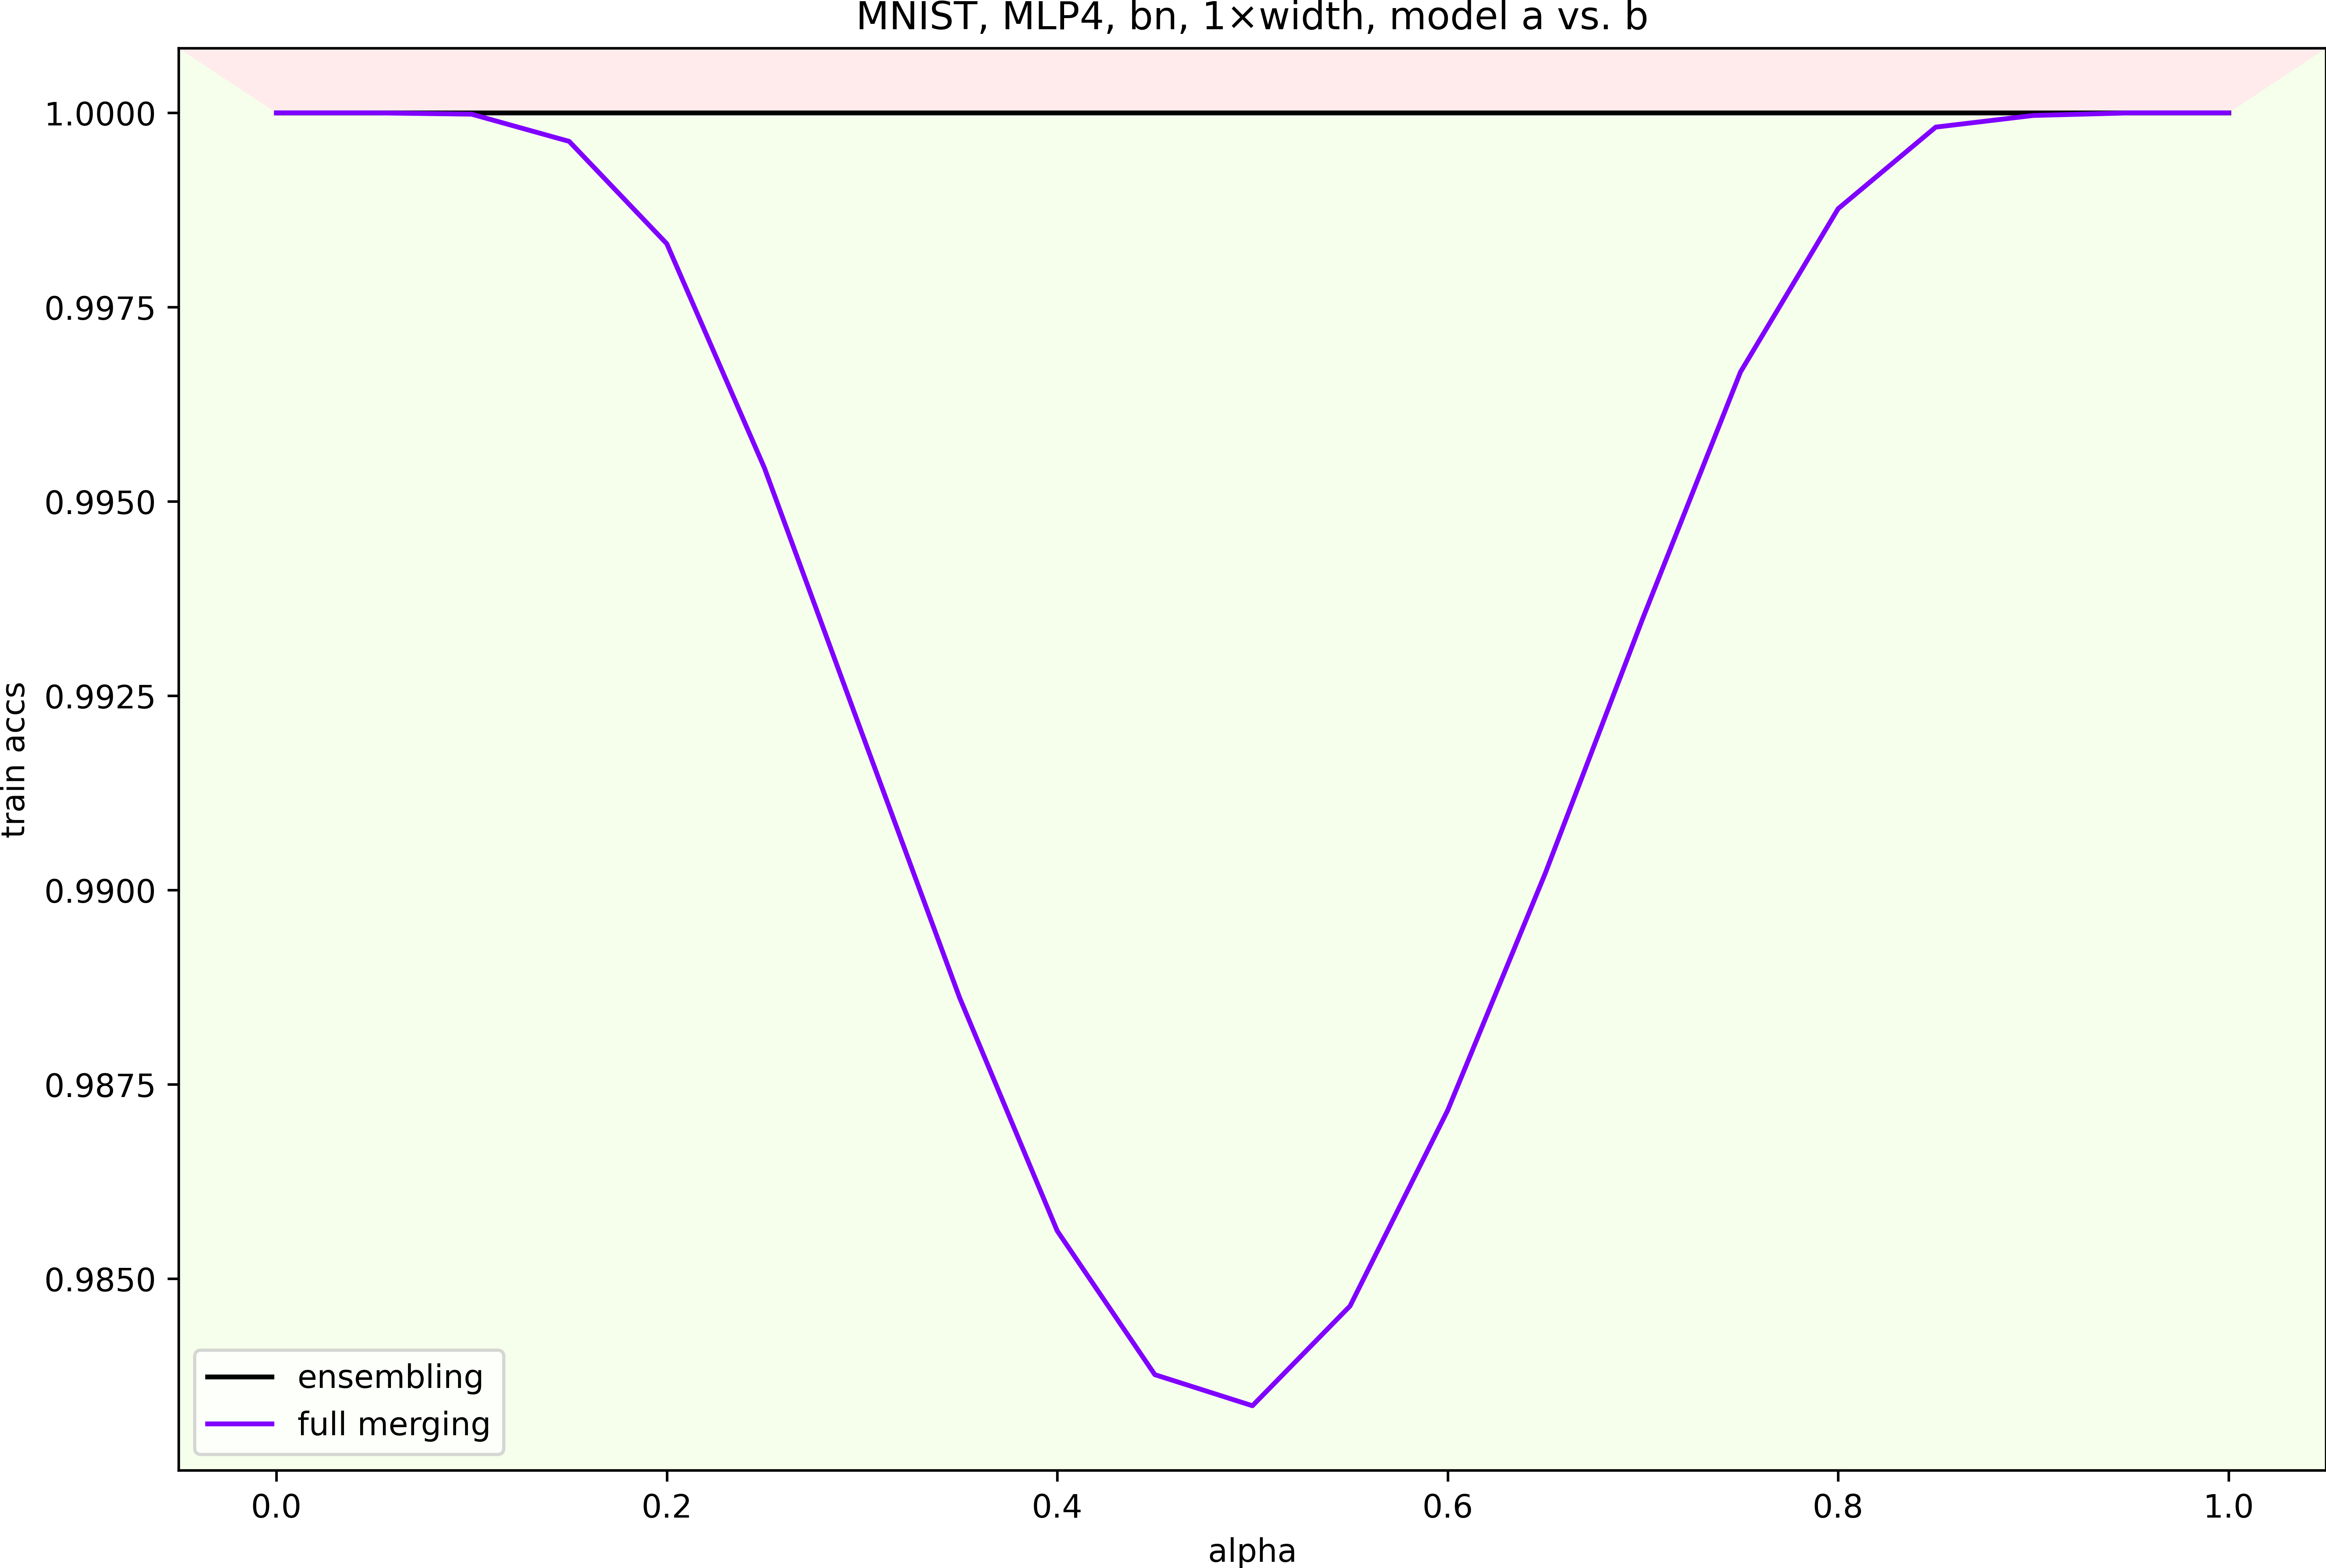 MNIST, MLP4, bn, 1×width, model a vs. b
train accs
1.0000
0.9975
0.9950
0.9925
0.9900
0.9875
0.9850
ensembling
full merging
0.0 0.2 0.4 0.6 0.8 1.0
alpha